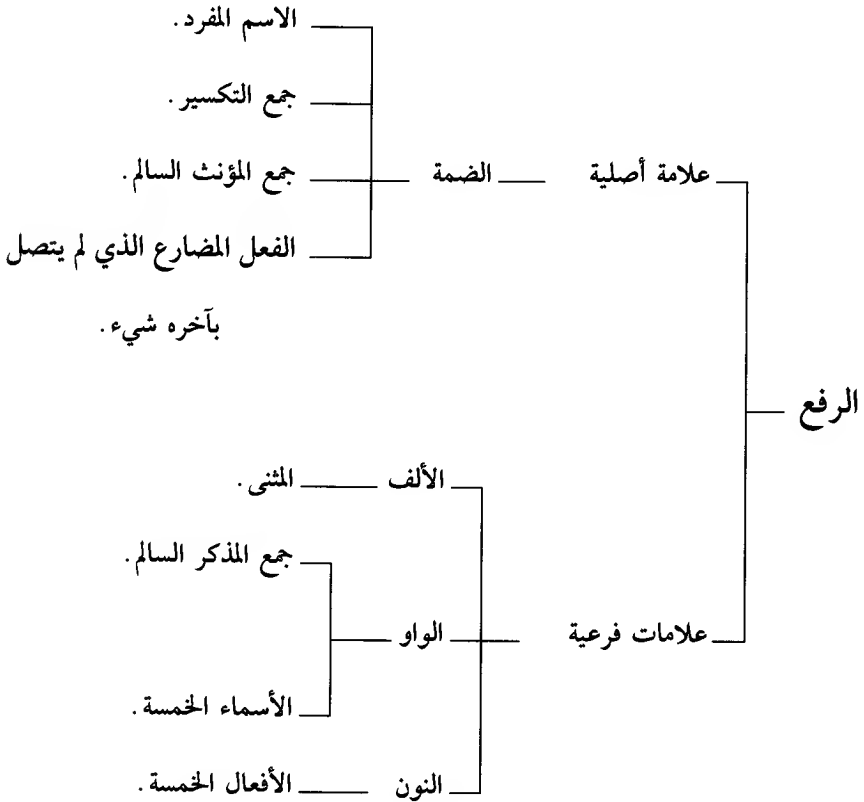 الاسم المفرد.
جمع التكسير.
علامة أصلية الضمة جمع المؤنث السالم.
الفعل المضارع الذي لم يتصل
بآخره شيء.
الرفع
الألف المثنى.
جمع المذكر السالم.
علامات فرعية الواو
الأسماء الخمسة.
النون الأفعال الخمسة.